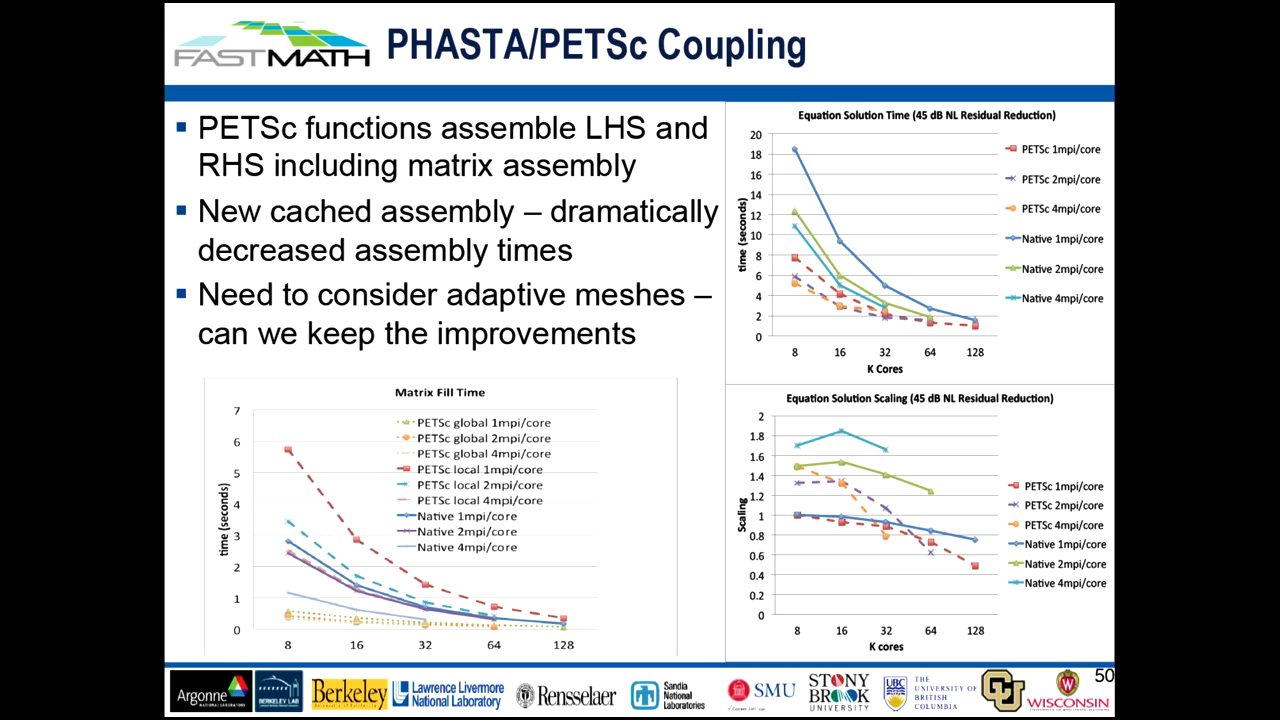 FASTMATH
PHASTA/PETSc Coupling
PETSc functions assemble LHS and
RHS including matrix assembly
New cached assembly – dramatically
decreased assembly times
Need to consider adaptive meshes –
can we keep the improvements
Equation Solution Time (45 dB NL Residual Reduction)
20
18
16
14
12
10
8
6
4
2
0
time (seconds)
8 16 32 64 128
K Cores
PETSc 1mpi/core
PETSc 2mpi/core
PETSc 4mpi/core
Native 1mpi/core
Native 2mpi/core
Native 4mpi/core
Matrix Fill Time
7
6
5
4
3
2
1
0
time (seconds)
8 16 32 64 128
PETSc global 1mpi/core
PETSc global 2mpi/core
PETSc global 4mpi/core
PETSc local 1mpi/core
PETSc local 2mpi/core
PETSc local 4mpi/core
Native 1mpi/core
Native 2mpi/core
Native 4mpi/core
Equation Solution Scaling (45 dB NL Residual Reduction)
2
1.8
1.6
1.4
1.2
1
0.8
0.6
0.4
0.2
0
Scaling
8 16 32 64 128
K cores
PETSc 1mpi/core
PETSc 2mpi/core
PETSc 4mpi/core
Native 1mpi/core
Native 2mpi/core
Native 4mpi/core
50
Argonne
NATIONAL LABORATORY
BERKELEY LAB
Berkeley
Lawrence Livermore
National Laboratory
Rensselaer
Sandia
National
Laboratories
SMU
STONY
BROOK
UNIVERSITY
UBC
THE
UNIVERSITY OF
BRITISH
COLUMBIA
CU
WISCONSIN